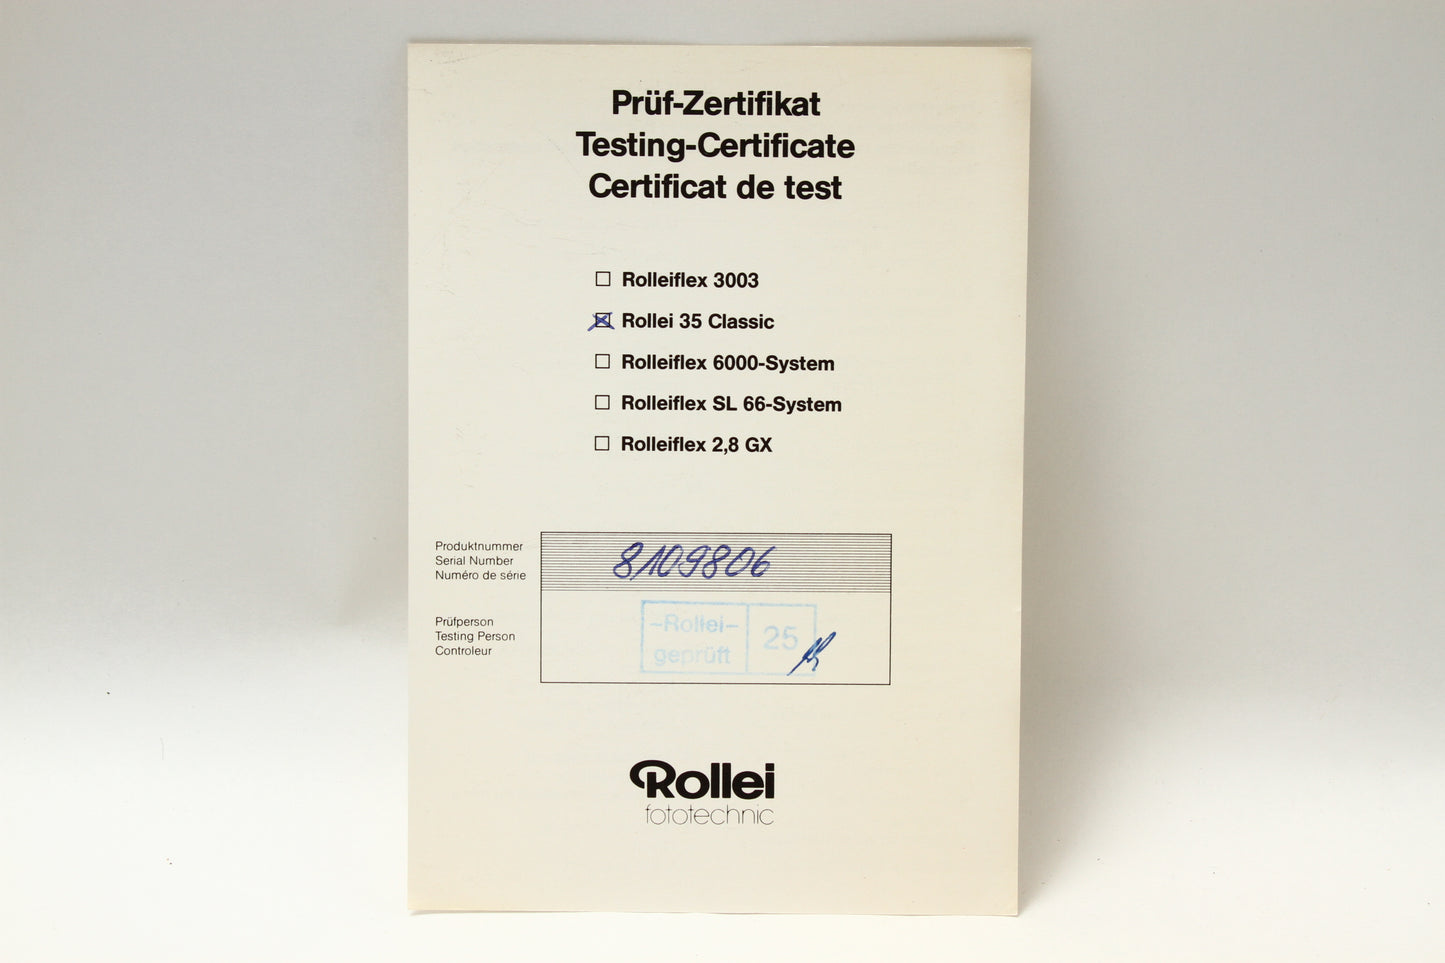 Prüf-Zertifikat
Testing-Certificate
Certificat de test
Rolleiflex 3003
Rollei 35 Classic
Rolleiflex 6000-System
Rolleiflex SL 66-System
Rolleiflex 2,8 GX
Produktnummer
Serial Number
Numéro de série
8109806
Prüfperson
Testing Person
Controleur
-Rollei-
geprüft
25
Rollei
fototechnic